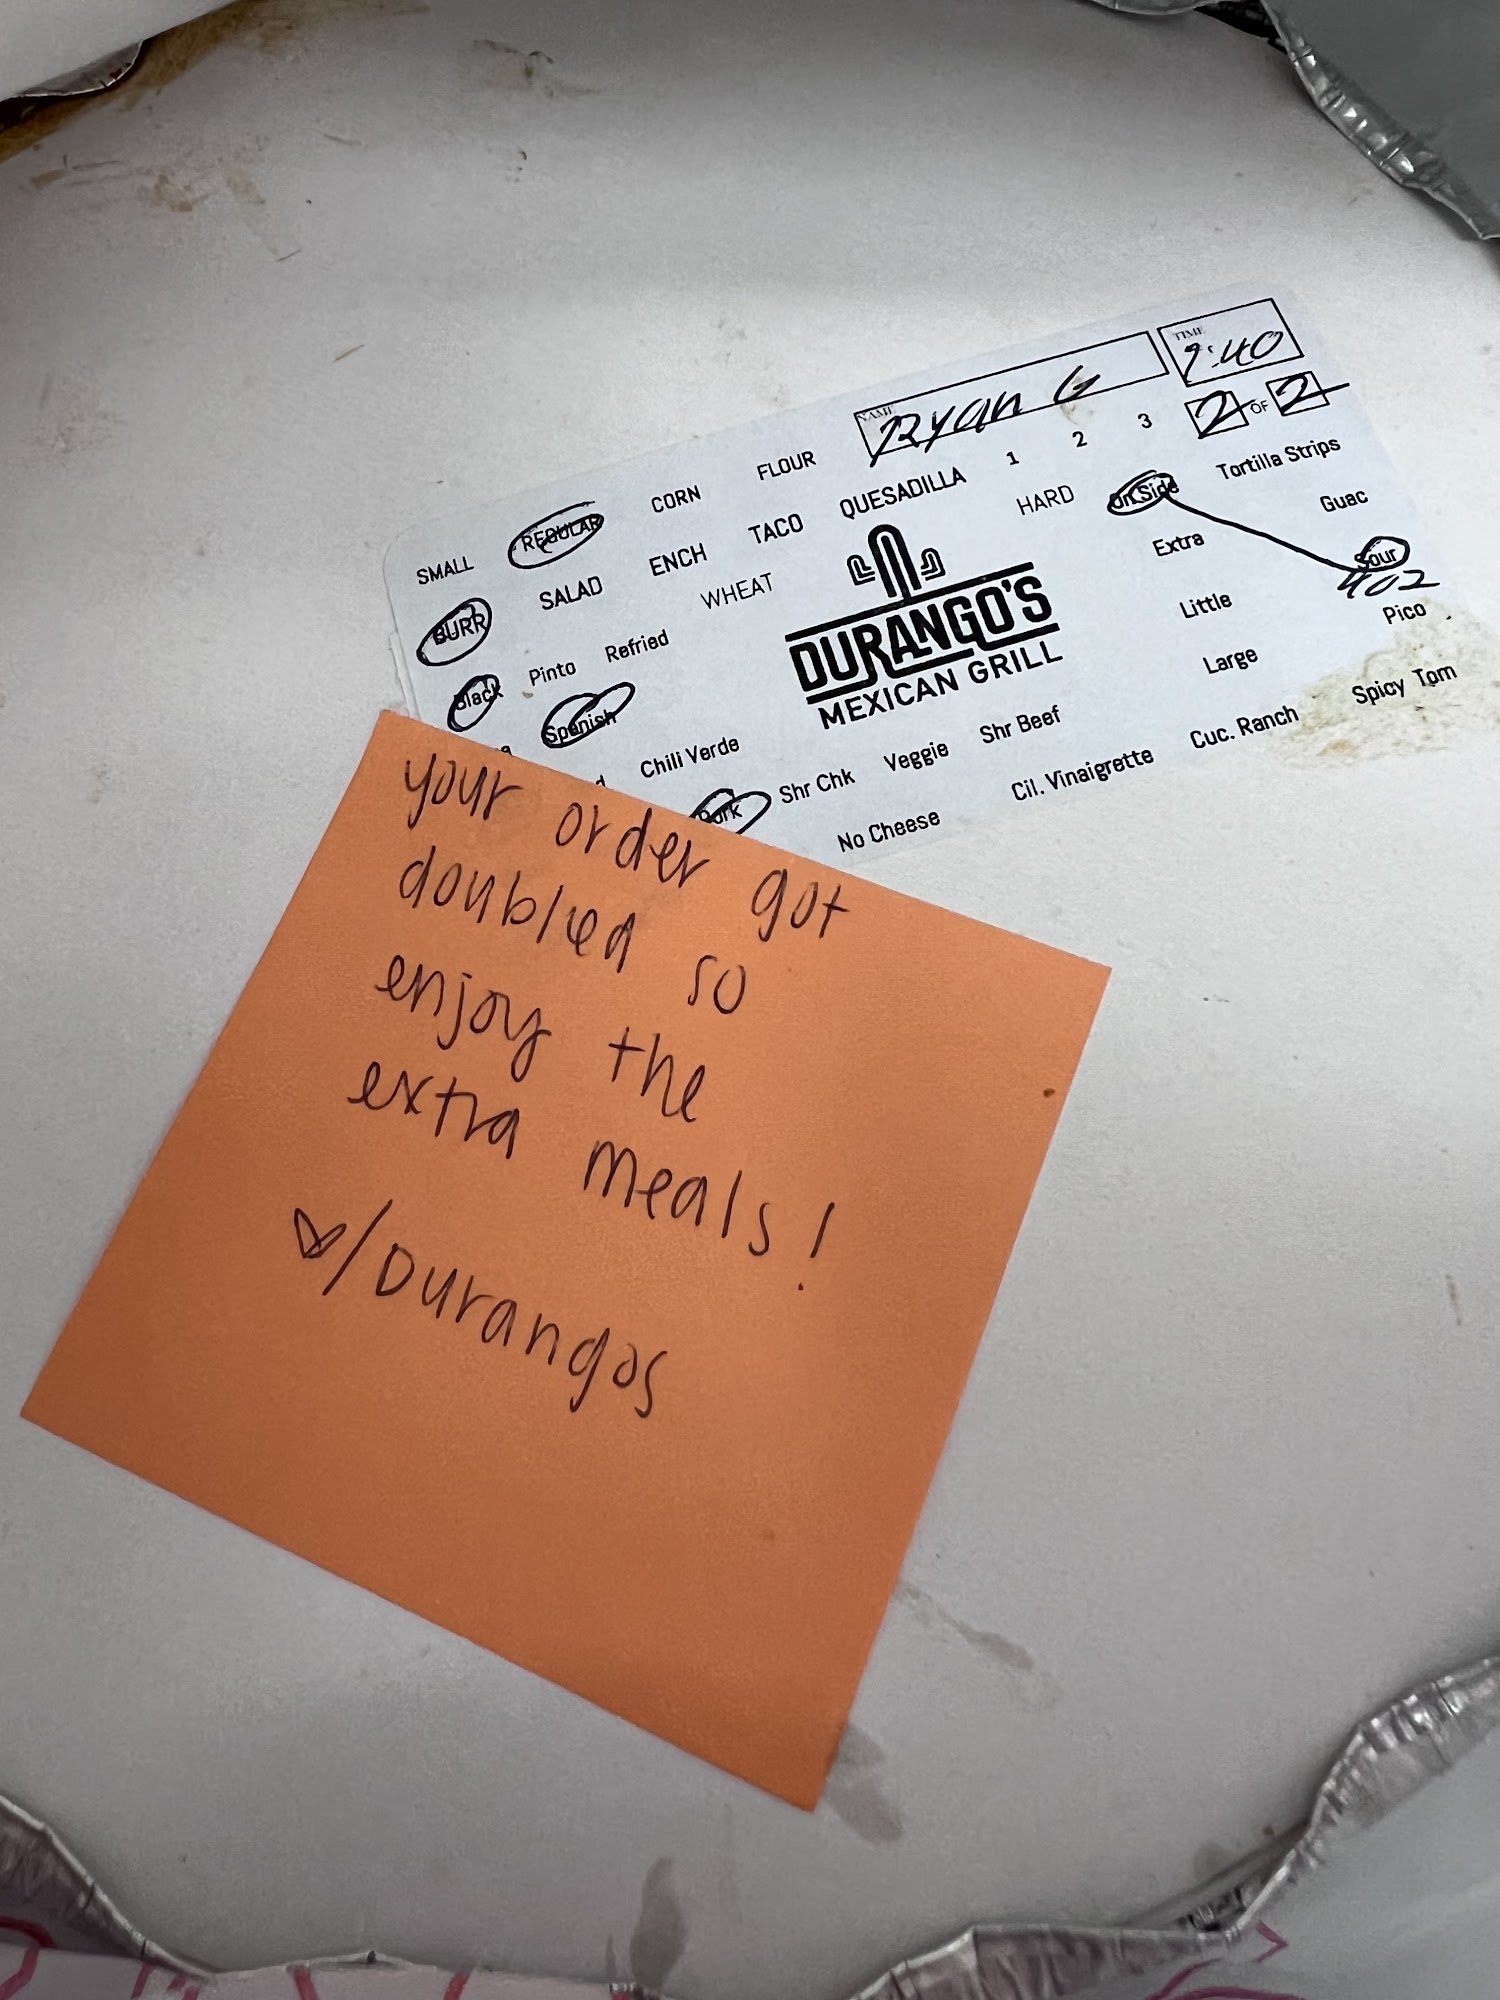 NAME Ryan G TIME
SMALL REGULAR CORN FLOUR
2 OF 2
BURR SALAD ENCH TACO QUESADILLA 1 2 3
WHEAT HARD On Side Tortilla Strips
Black Pinto Refried Extra Guac
Spanish Little Sour
4oz
Chili Verde Large Pico
DURANGO'S
MEXICAN GRILL
Pork Shr Chk Veggie Shr Beef
No Cheese Cil. Vinaigrette Cuc. Ranch Spicy Tom
your order got
doubled so
enjoy the
extra meals!
♡/Durangos